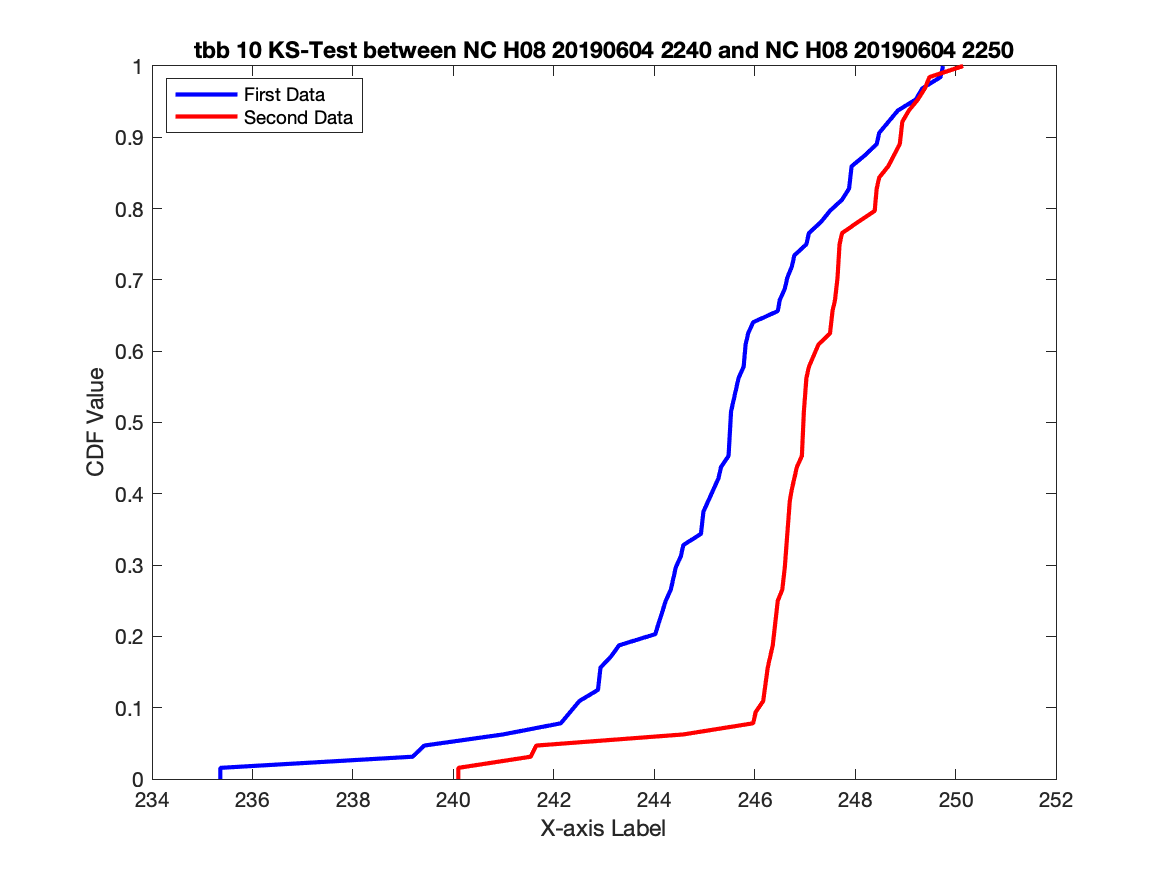 tbb 10 KS-Test between NC H08 20190604 2240 and NC H08 20190604 2250
First Data
Second Data
1
0.9
0.8
0.7
0.6
0.5
0.4
0.3
0.2
0.1
0
CDF Value
234 236 238 240 242 244 246 248 250 252
X-axis Label